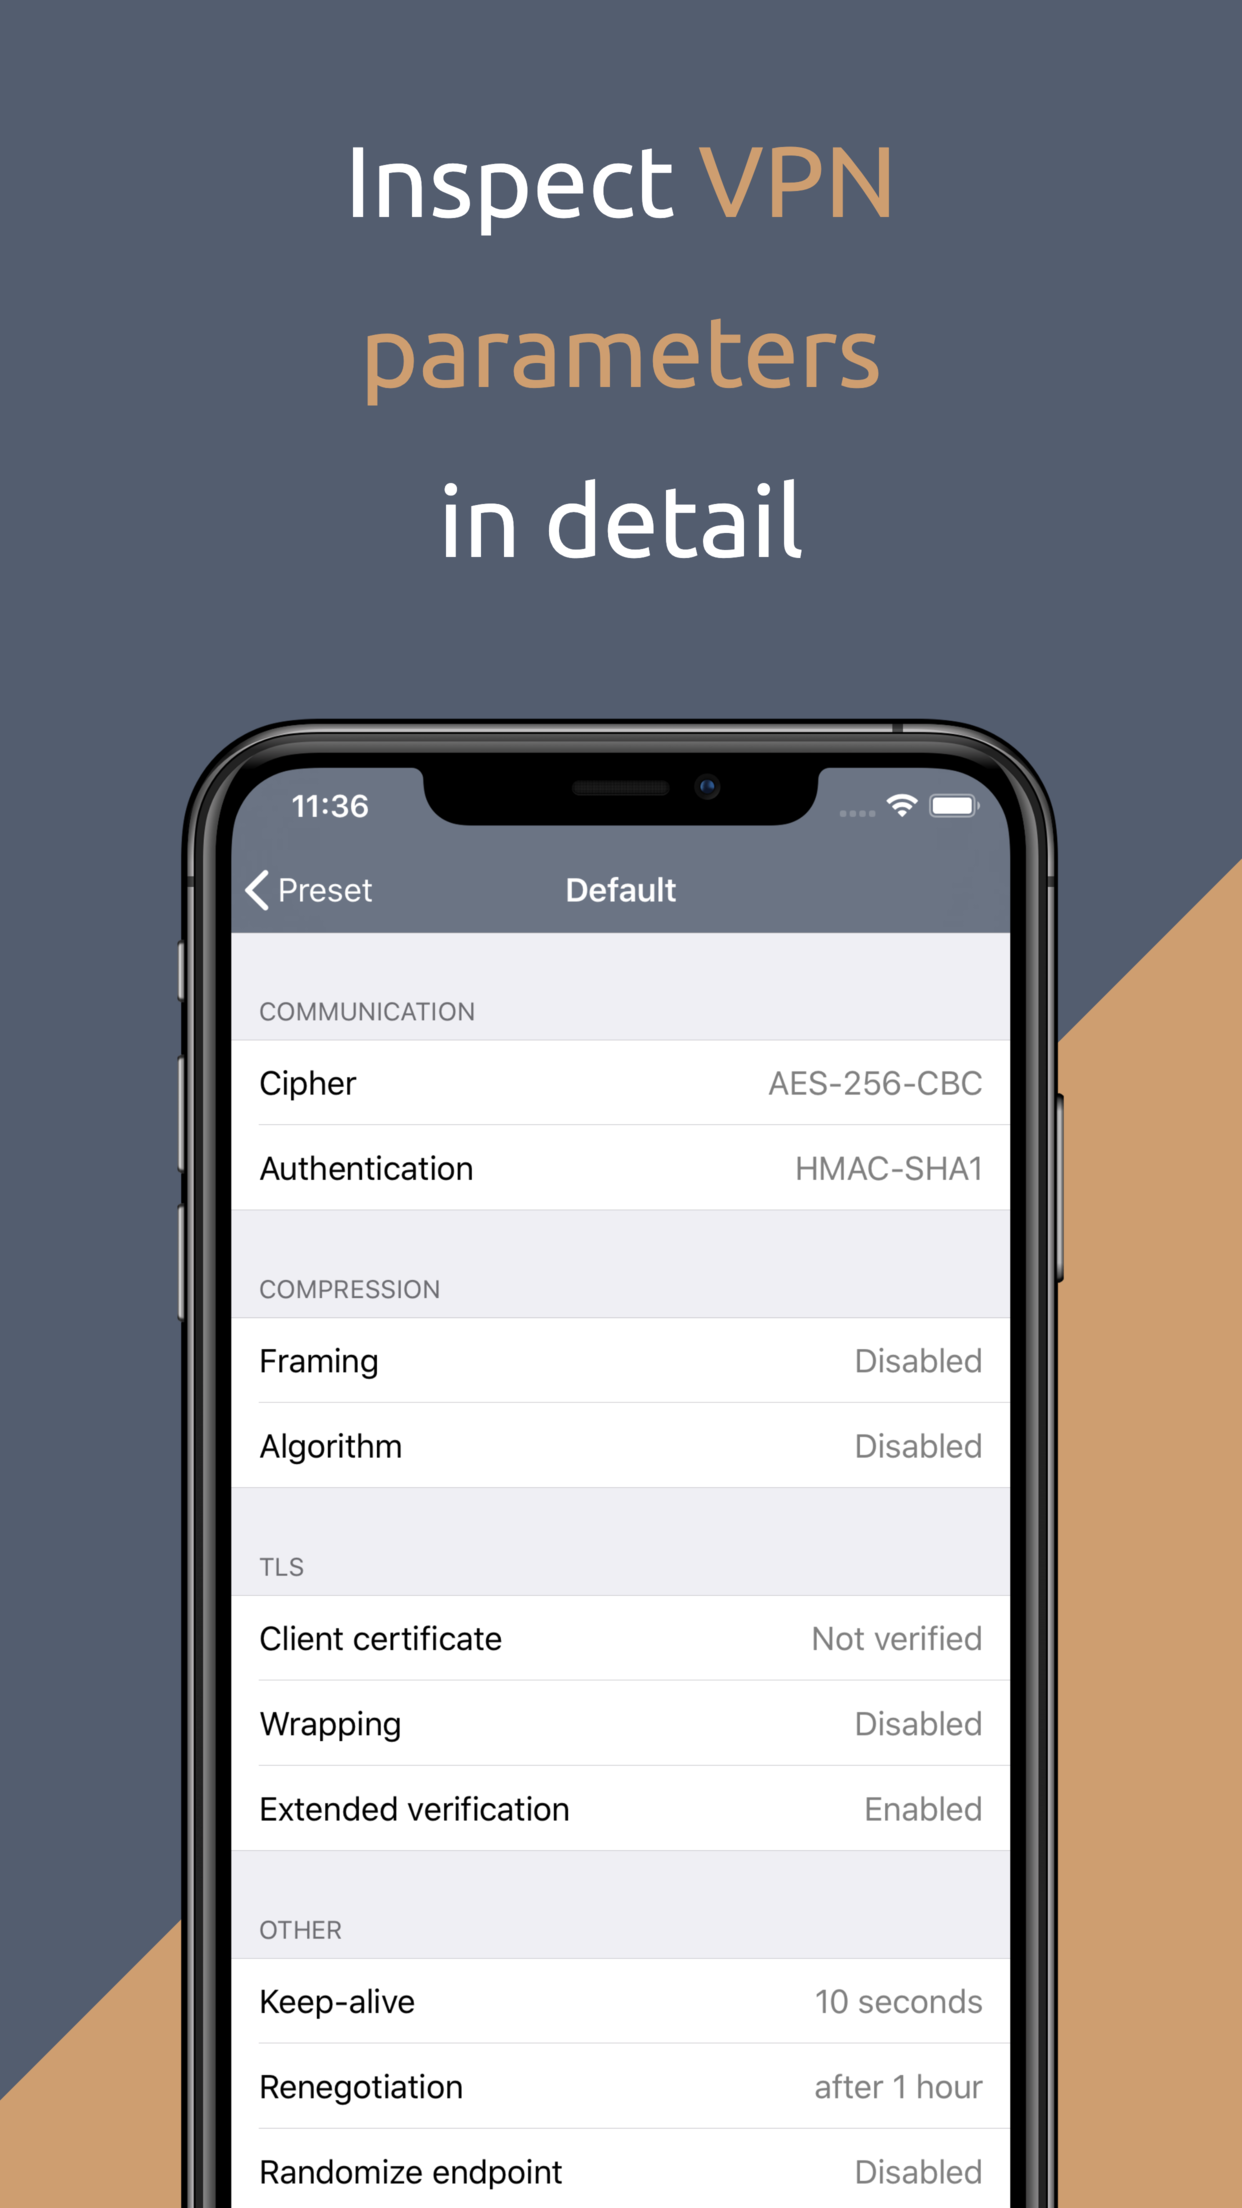 Inspect VPN
parameters
in detail
11:36
Preset
Default
COMMUNICATION
Cipher AES-256-CBC
Authentication HMAC-SHA1
COMPRESSION
Framing Disabled
Algorithm Disabled
TLS
Client certificate Not verified
Wrapping Disabled
Extended verification Enabled
OTHER
Keep-alive 10 seconds
Renegotiation after 1 hour
Randomize endpoint Disabled